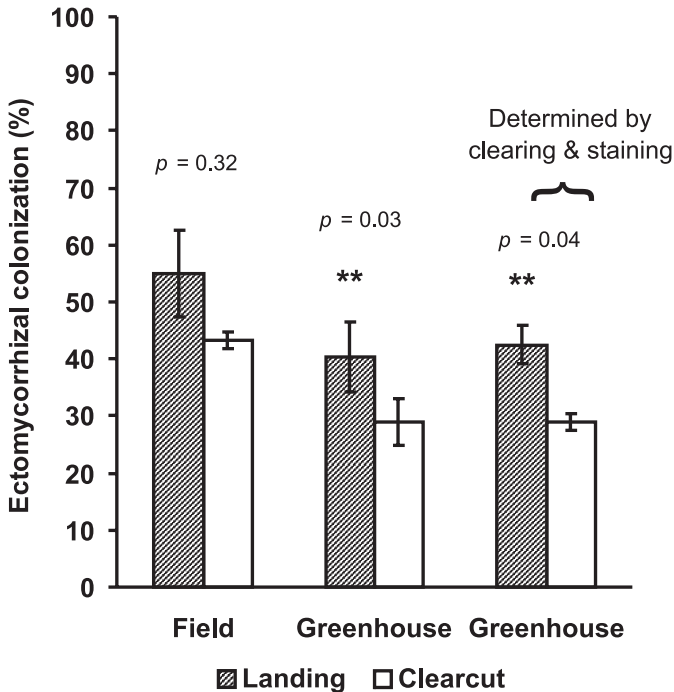 Ectomycorrhizal colonization (%)
100
90
80
70
60
50
40
30
20
10
0
p = 0.32
p = 0.03
**
Determined by
clearing & staining
p = 0.04
**
Field Greenhouse Greenhouse
Landing Clearcut